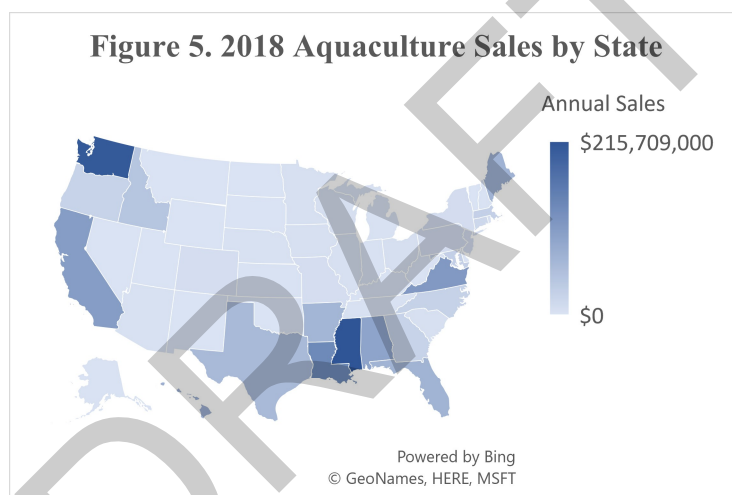 Figure 5. 2018 Aquaculture Sales by State
Annual Sales
$215,709,000
$0
Powered by Bing
© GeoNames, HERE, MSFT
DRAFT